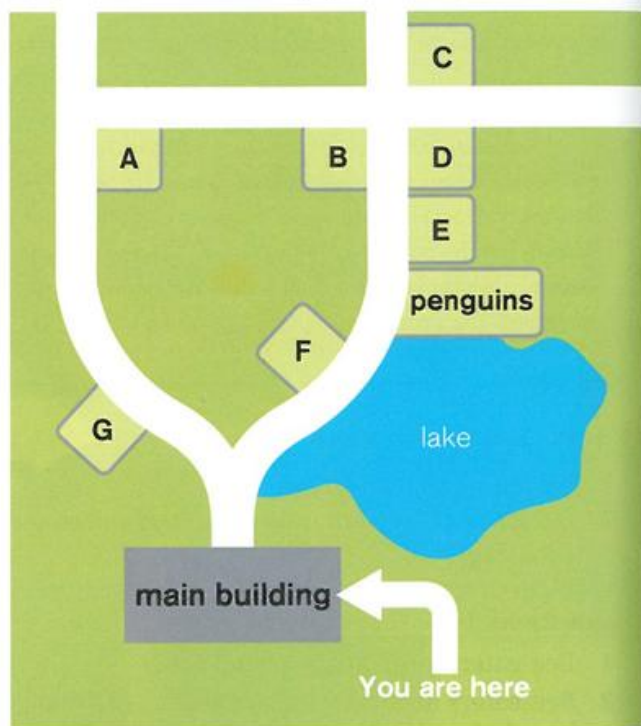 C
A B D
E
penguins
F
G
lake
main building
You are here